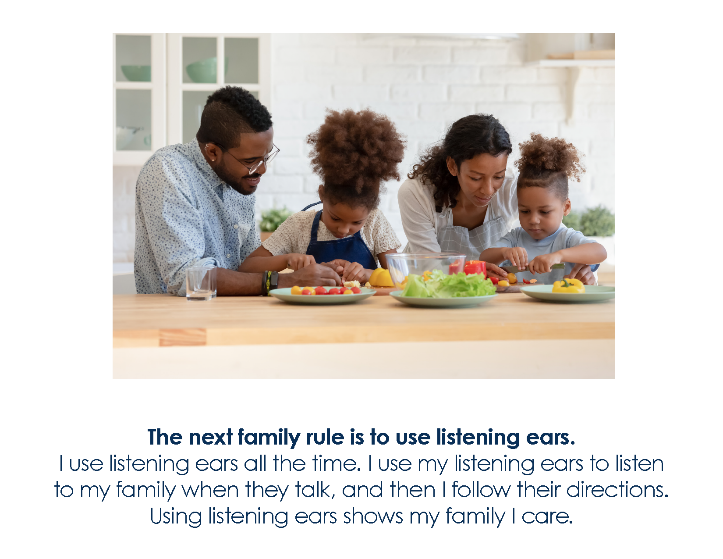 The next family rule is to use listening ears.
I use listening ears all the time. I use my listening ears to listen
to my family when they talk, and then I follow their directions.
Using listening ears shows my family I care.